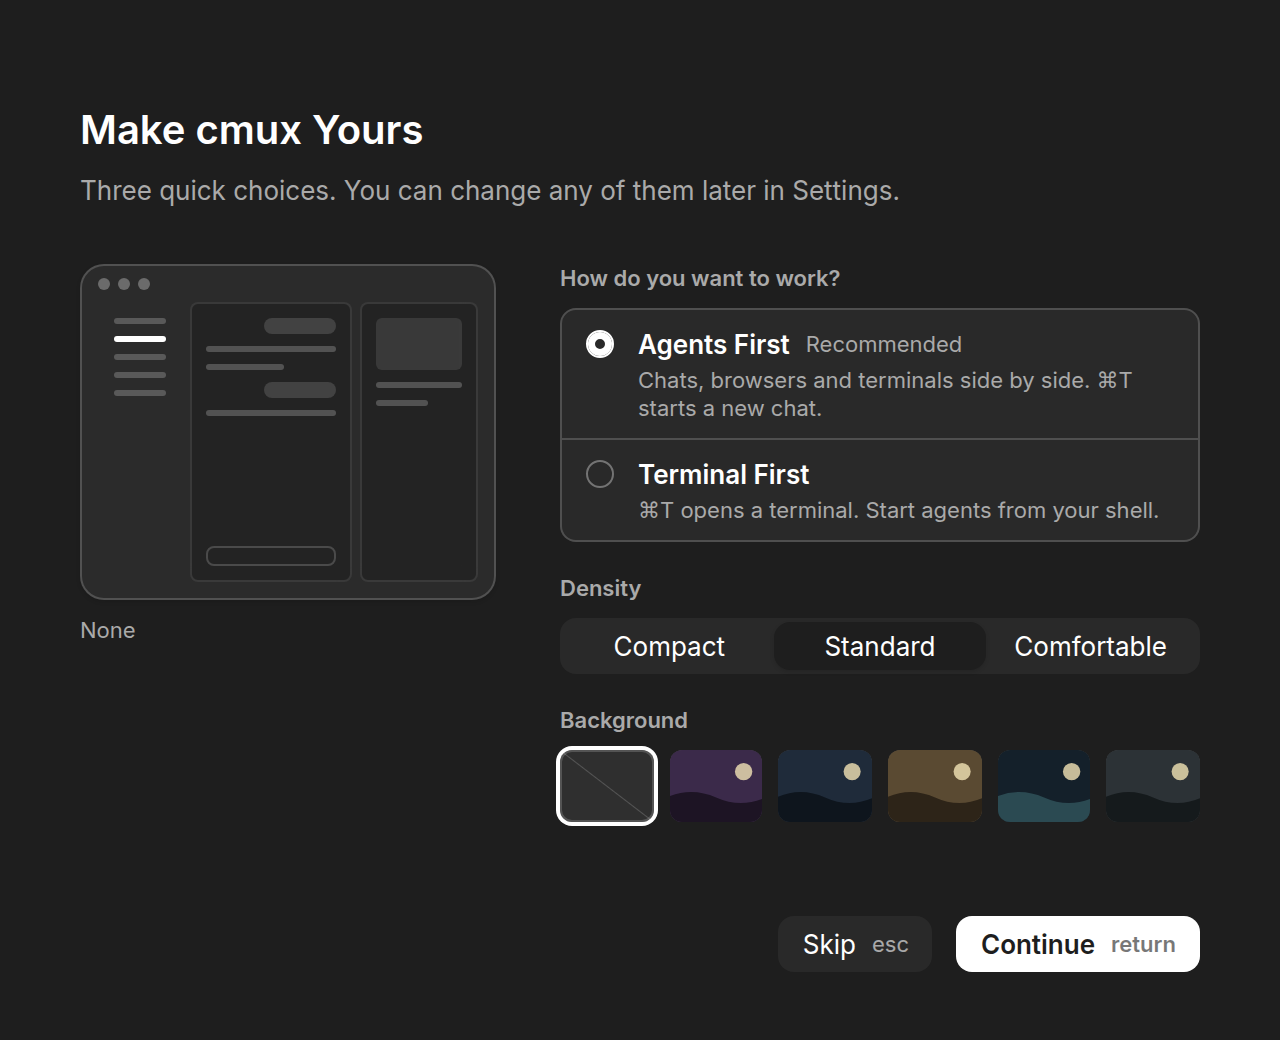 Make cmux Yours
Three quick choices. You can change any of them later in Settings.
None
How do you want to work?
Agents First Recommended
Chats, browsers and terminals side by side. ⌘T
starts a new chat.
Terminal First
⌘T opens a terminal. Start agents from your shell.
Density
Compact Standard Comfortable
Background
Skip esc Continue return